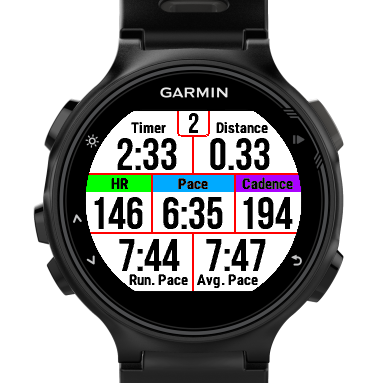 GARMIN
2
Timer Distance
2:33 0.33
HR Pace Cadence
146 6:35 194
7:44 7:47
Run. Pace Avg. Pace